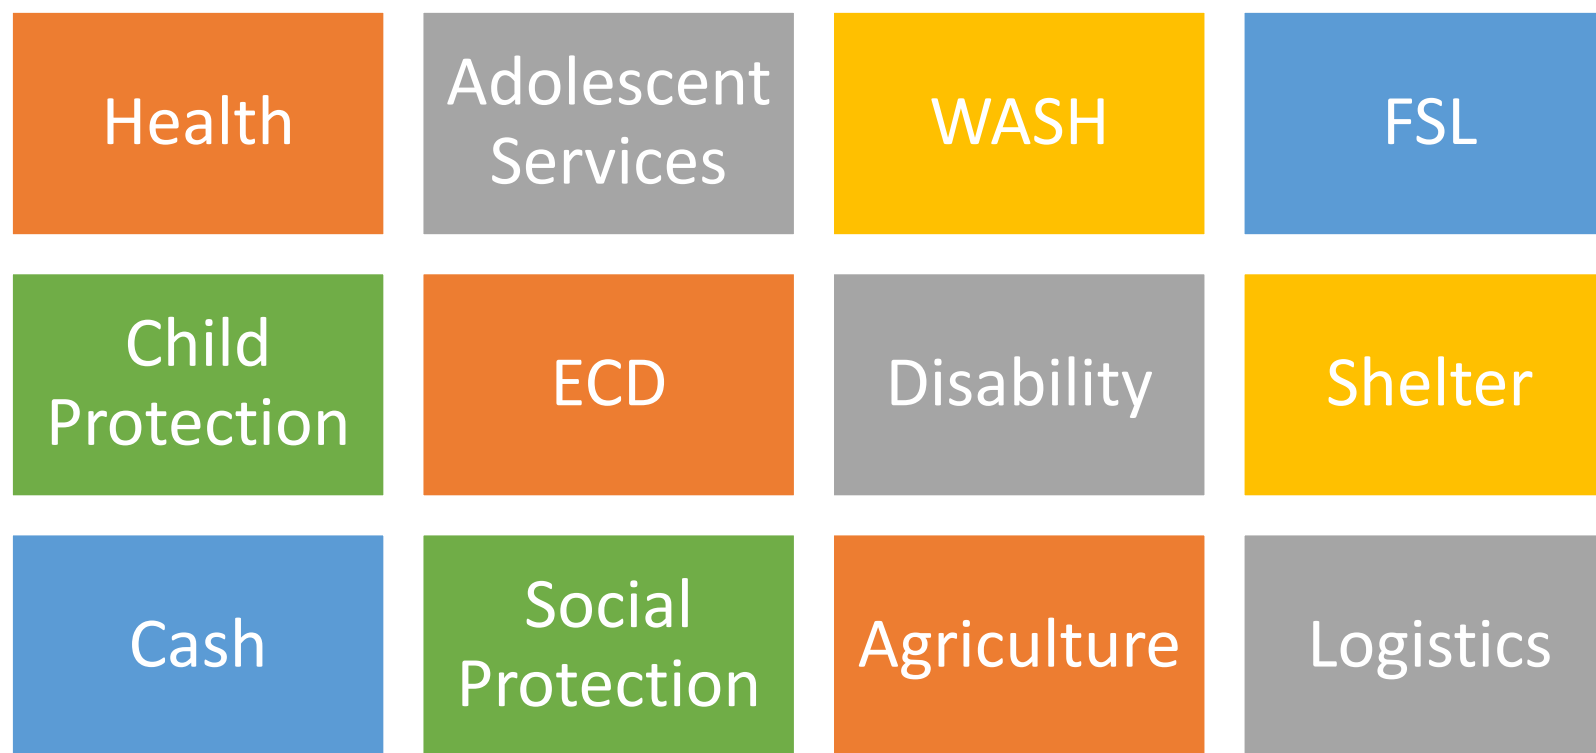 Health
Adolescent
Services
WASH
FSL
Child
Protection
ECD
Disability
Shelter
Cash
Social
Protection
Agriculture
Logistics